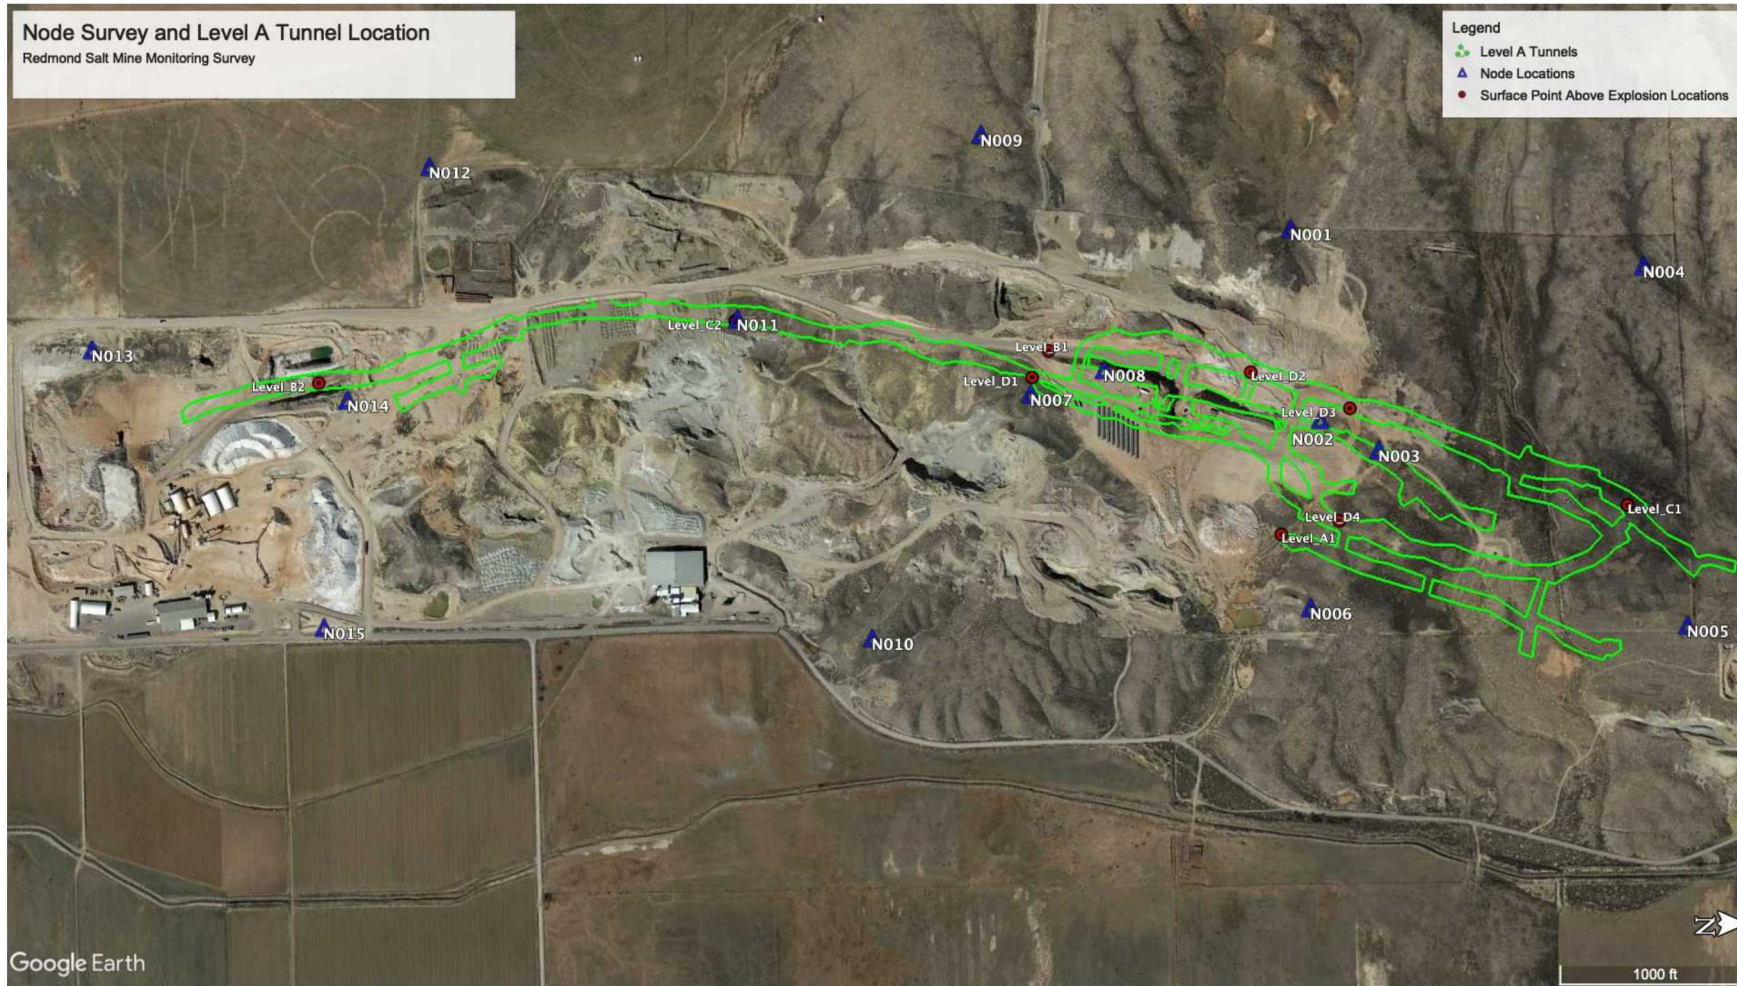 Node Survey and Level A Tunnel Location
Redmond Salt Mine Monitoring Survey
Legend
Level A Tunnels
Node Locations
Surface Point Above Explosion Locations
N009
N012
N001
N004
Level_C2
N011
N013
Level_B1
Level_B2
N014
Level_D1
N007
N008
Level_D2
Level_D3
N002
N003
Level_C1
Level_D4
Level_A1
N006
N005
N015
N010
N
Google Earth
1000 ft